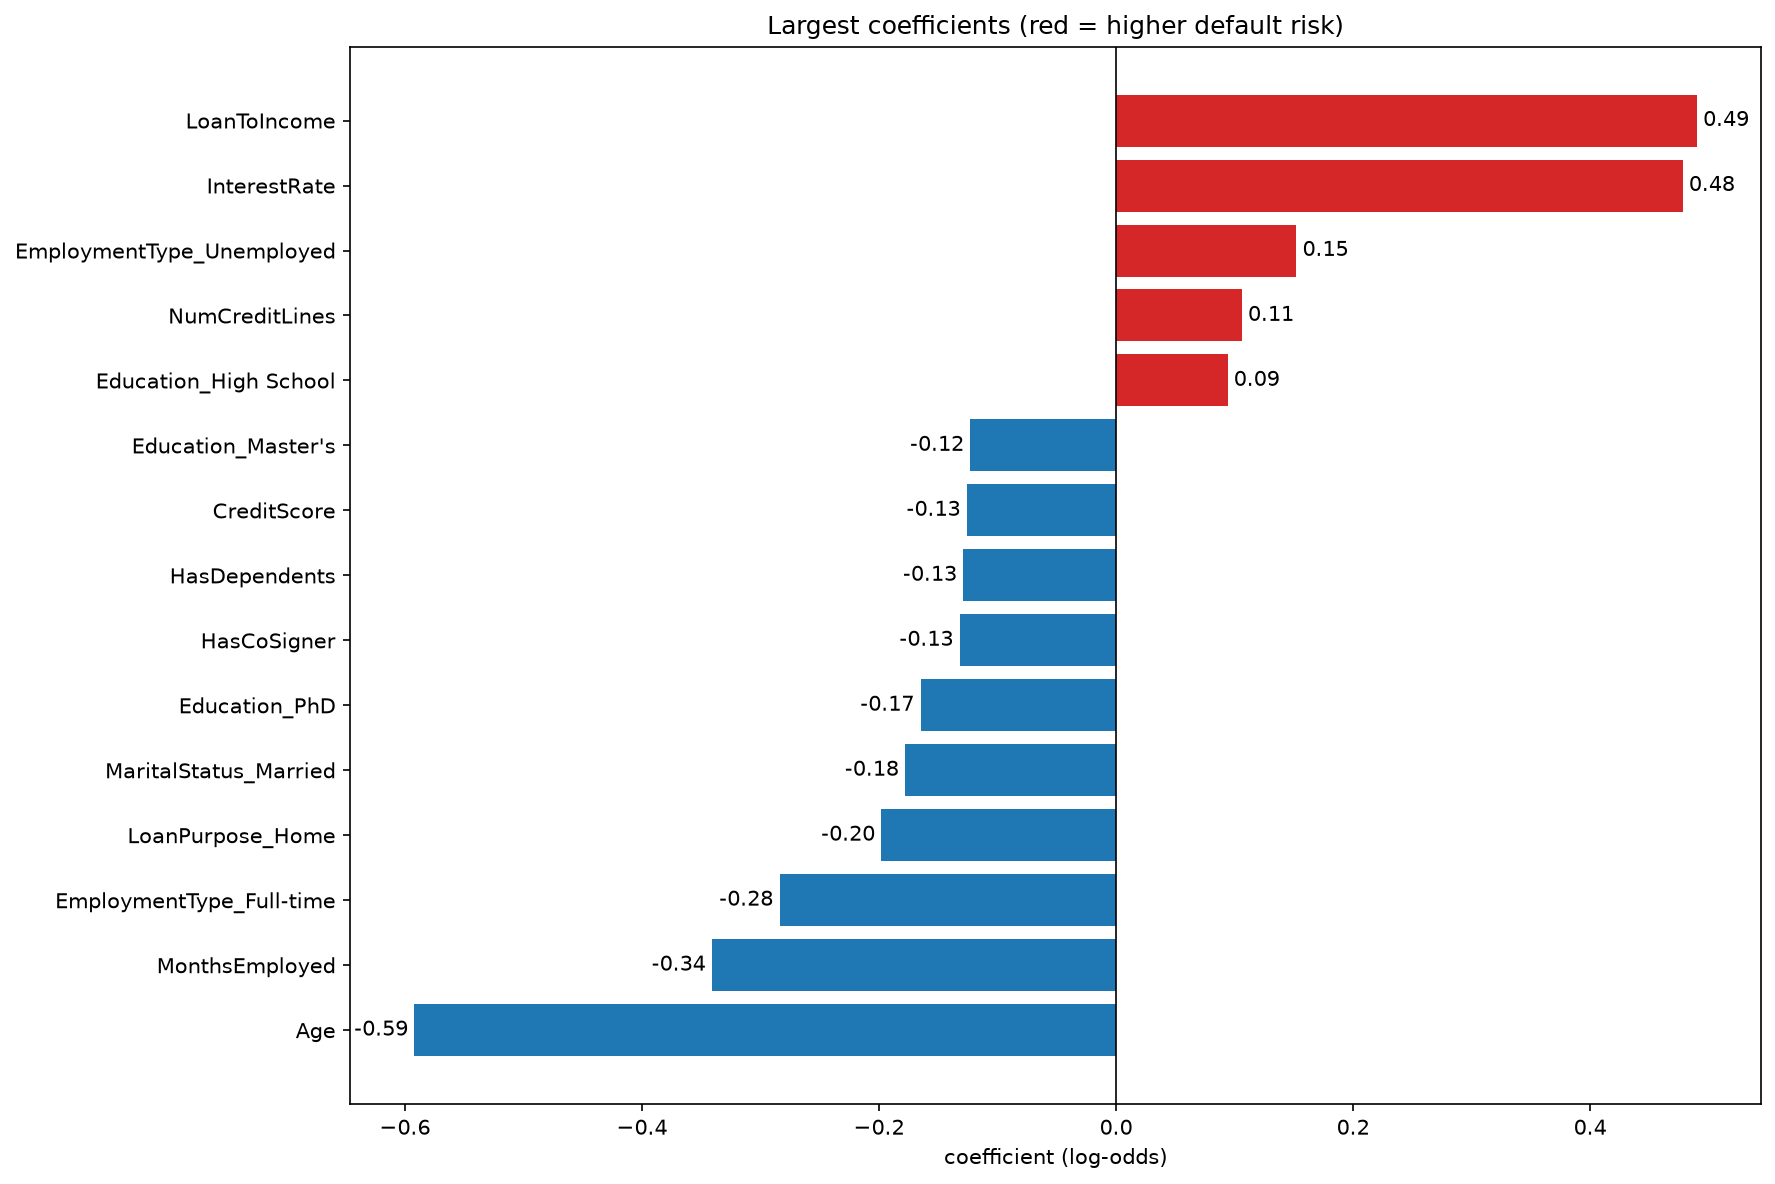 Largest coefficients (red = higher default risk)
LoanToIncome 0.49
InterestRate 0.48
EmploymentType_Unemployed 0.15
NumCreditLines 0.11
Education_High School 0.09
Education_Master's -0.12
CreditScore -0.13
HasDependents -0.13
HasCoSigner -0.13
Education_PhD -0.17
MaritalStatus_Married -0.18
LoanPurpose_Home -0.20
EmploymentType_Full-time -0.28
MonthsEmployed -0.34
Age -0.59
−0.6 −0.4 −0.2 0.0 0.2 0.4
coefficient (log-odds)